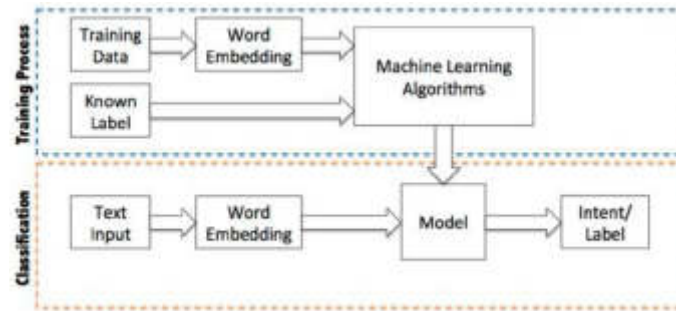 Training Process
Training
Data
Word
Embedding
Machine Learning
Algorithms
Known
Label
Classification
Text
Input
Word
Embedding
Model
Intent/
Label